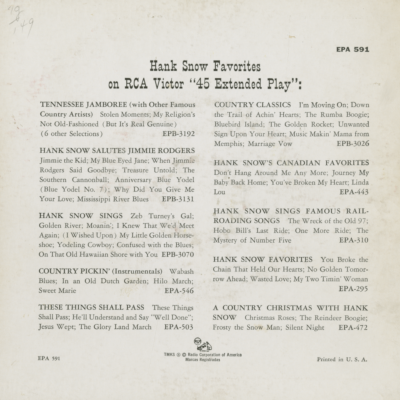 EPA 591
Hank Snow Favorites
on RCA Victor "45 Extended Play":
TENNESSEE JAMBOREE (with Other Famous
Country Artists) Stolen Moments; My Religion's
Not Old-Fashioned (But It's Real Genuine)
(6 other Selections) EPB-3192
HANK SNOW SALUTES JIMMIE RODGERS
Jimmie the Kid; My Blue Eyed Jane; When Jimmie
Rodgers Said Goodbye; Treasure Untold; The
Southern Cannonball; Anniversary Blue Yodel
(Blue Yodel No. 7); Why Did You Give Me
Your Love; Mississippi River Blues EPB-3131
HANK SNOW SINGS Zeb Turney's Gal;
Golden River; Moanin'; I Knew That We'd Meet
Again; (I Wished Upon) My Little Golden Horse-
shoe; Yodeling Cowboy; Confused with the Blues;
On That Old Hawaiian Shore with You EPB-3070
COUNTRY PICKIN' (Instrumentals) Wabash
Blues; In an Old Dutch Garden; Hilo March;
Sweet Marie EPA-546
THESE THINGS SHALL PASS These Things
Shall Pass; He'll Understand and Say "Well Done";
Jesus Wept; The Glory Land March EPA-503
COUNTRY CLASSICS I'm Moving On; Down
the Trail of Achin' Hearts; The Rumba Boogie;
Bluebird Island; The Golden Rocket; Unwanted
Sign Upon Your Heart; Music Makin' Mama from
Memphis; Marriage Vow EPB-3026
HANK SNOW'S CANADIAN FAVORITES
Don't Hang Around Me Any More; Journey My
Baby Back Home; You've Broken My Heart; Linda
Lou EPA-443
HANK SNOW SINGS FAMOUS RAIL-
ROADING SONGS The Wreck of the Old 97;
Hobo Bill's Last Ride; One More Ride; The
Mystery of Number Five EPA-310
HANK SNOW FAVORITES You Broke the
Chain That Held Our Hearts; No Golden Tomor-
row Ahead; Wasted Love; My Two Timin' Woman
EPA-295
A COUNTRY CHRISTMAS WITH HANK
SNOW Christmas Roses; The Reindeer Boogie;
Frosty the Snow Man; Silent Night EPA-472
EPA 591
Radio Corporation of America
Marcas Registradas
Printed in U. S. A.